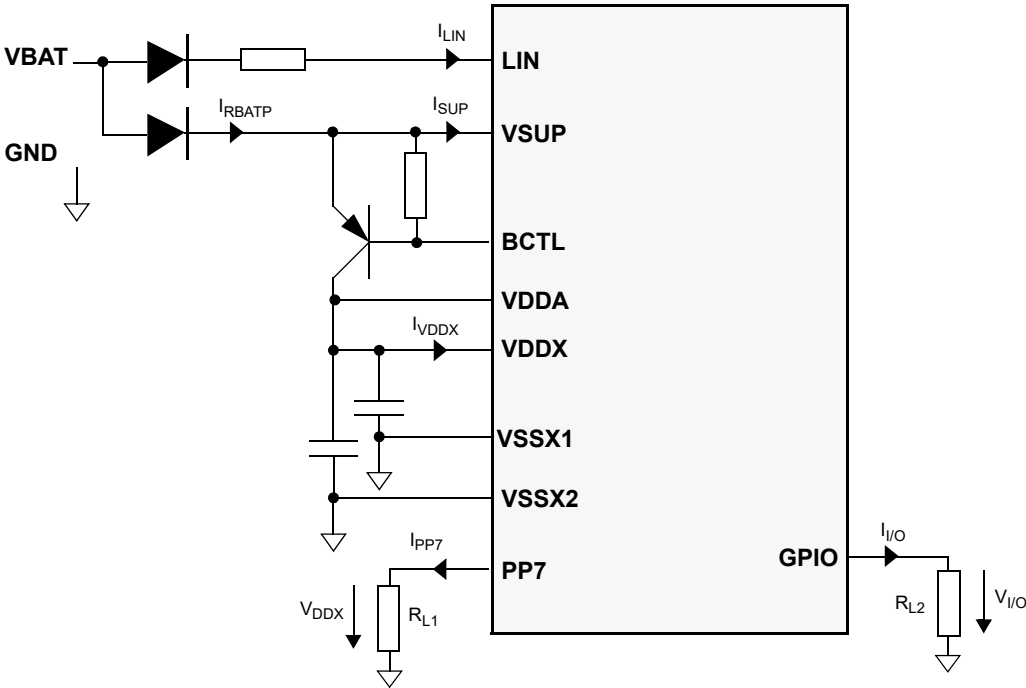 VBAT
I_LIN
LIN
I_RBATP
I_SUP
VSUP
GND
BCTL
VDDA
I_VDDX
VDDX
VSSX1
VSSX2
I_PP7
PP7
V_DDX
R_L1
GPIO
I_I/O
R_L2
V_I/O